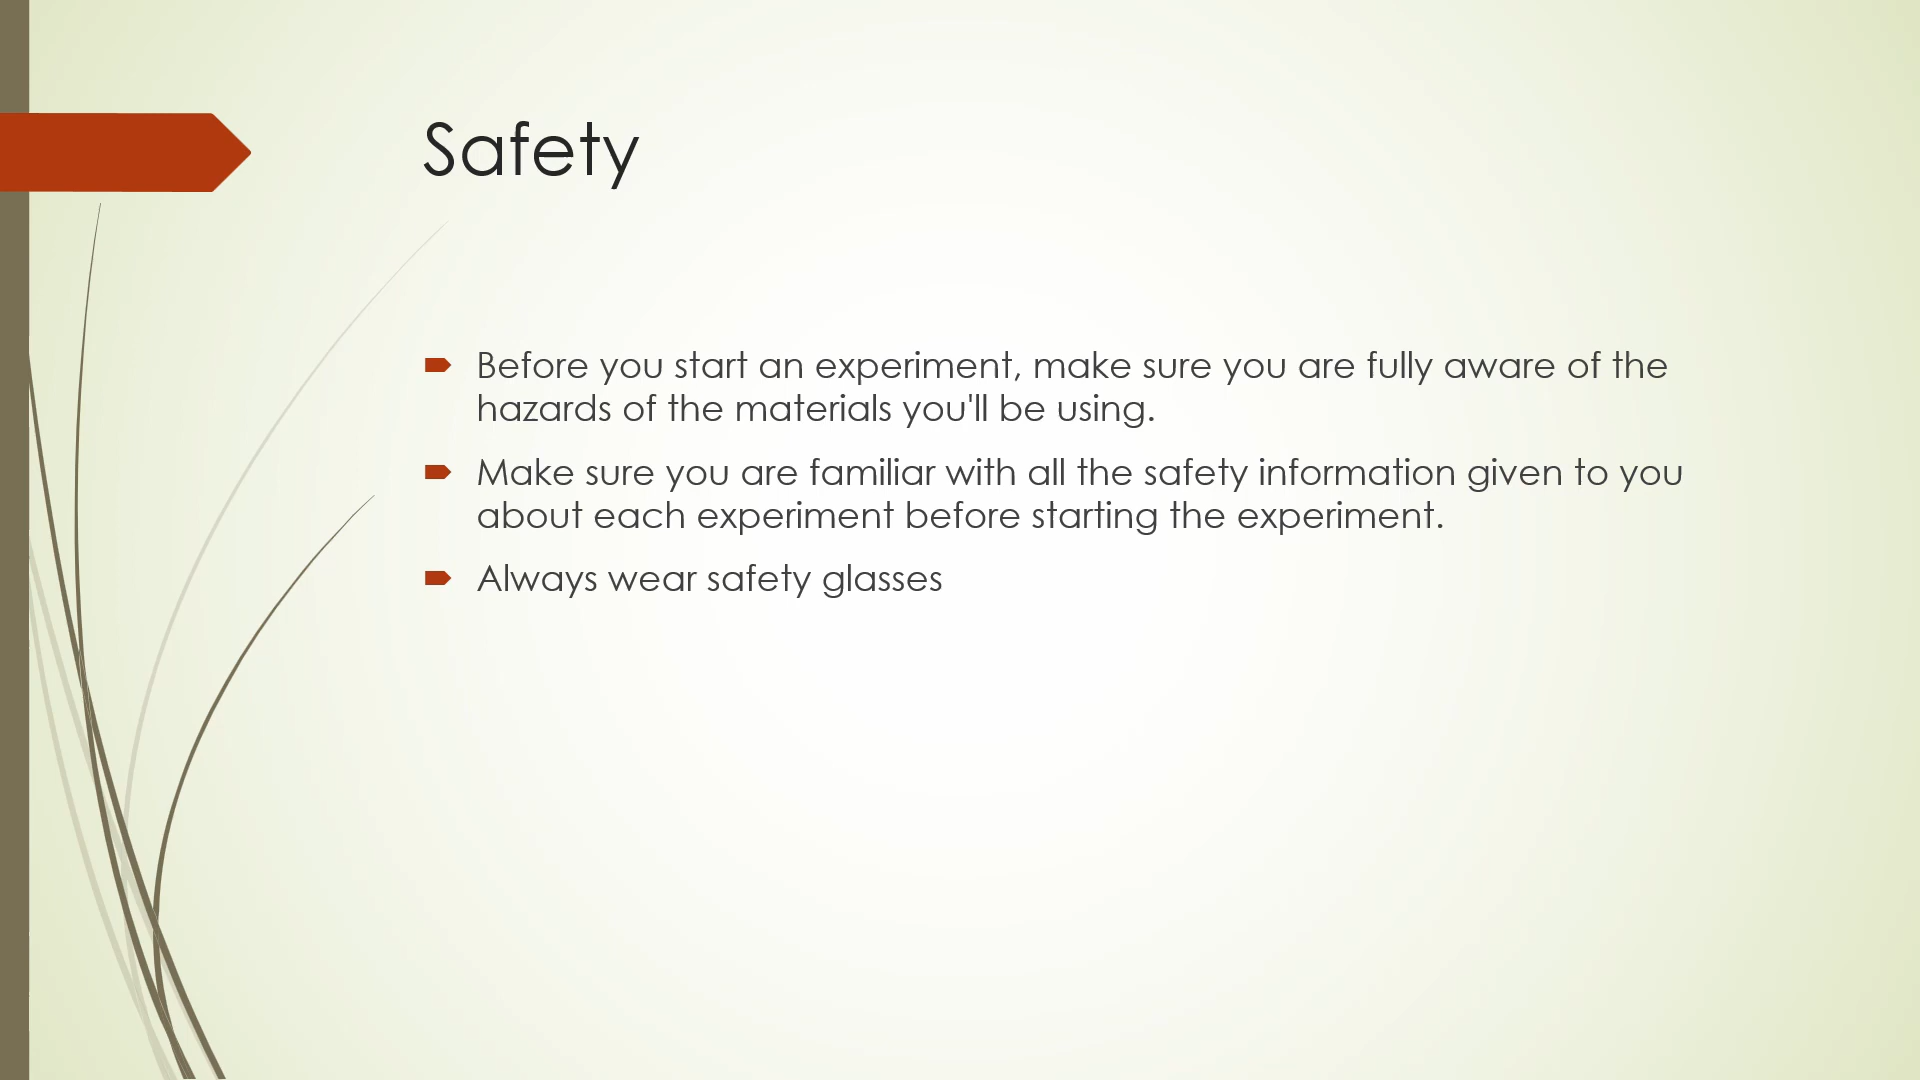 Safety
Before you start an experiment, make sure you are fully aware of the
hazards of the materials you'll be using.
Make sure you are familiar with all the safety information given to you
about each experiment before starting the experiment.
Always wear safety glasses